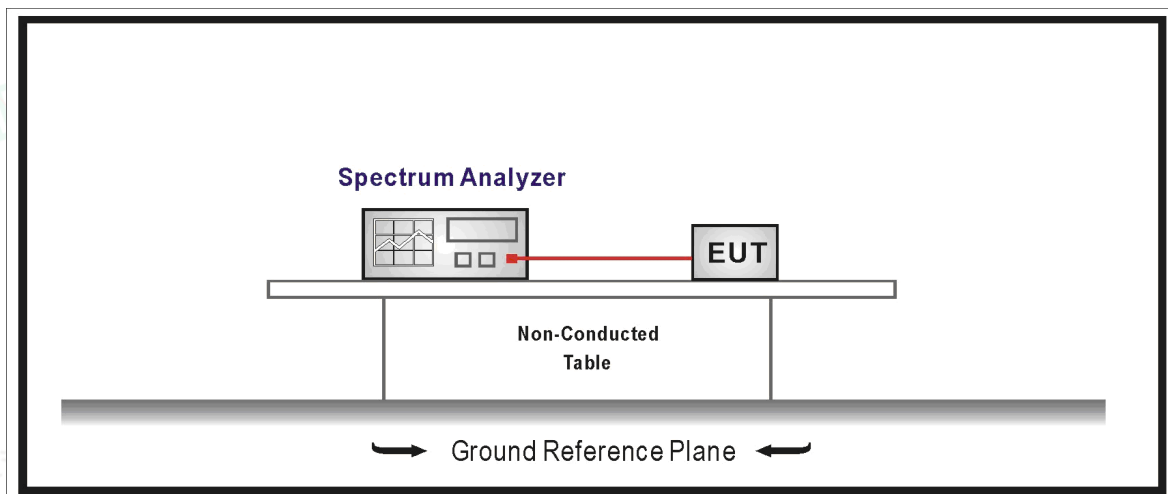 Spectrum Analyzer
EUT
Non-Conducted
Table
Ground Reference Plane